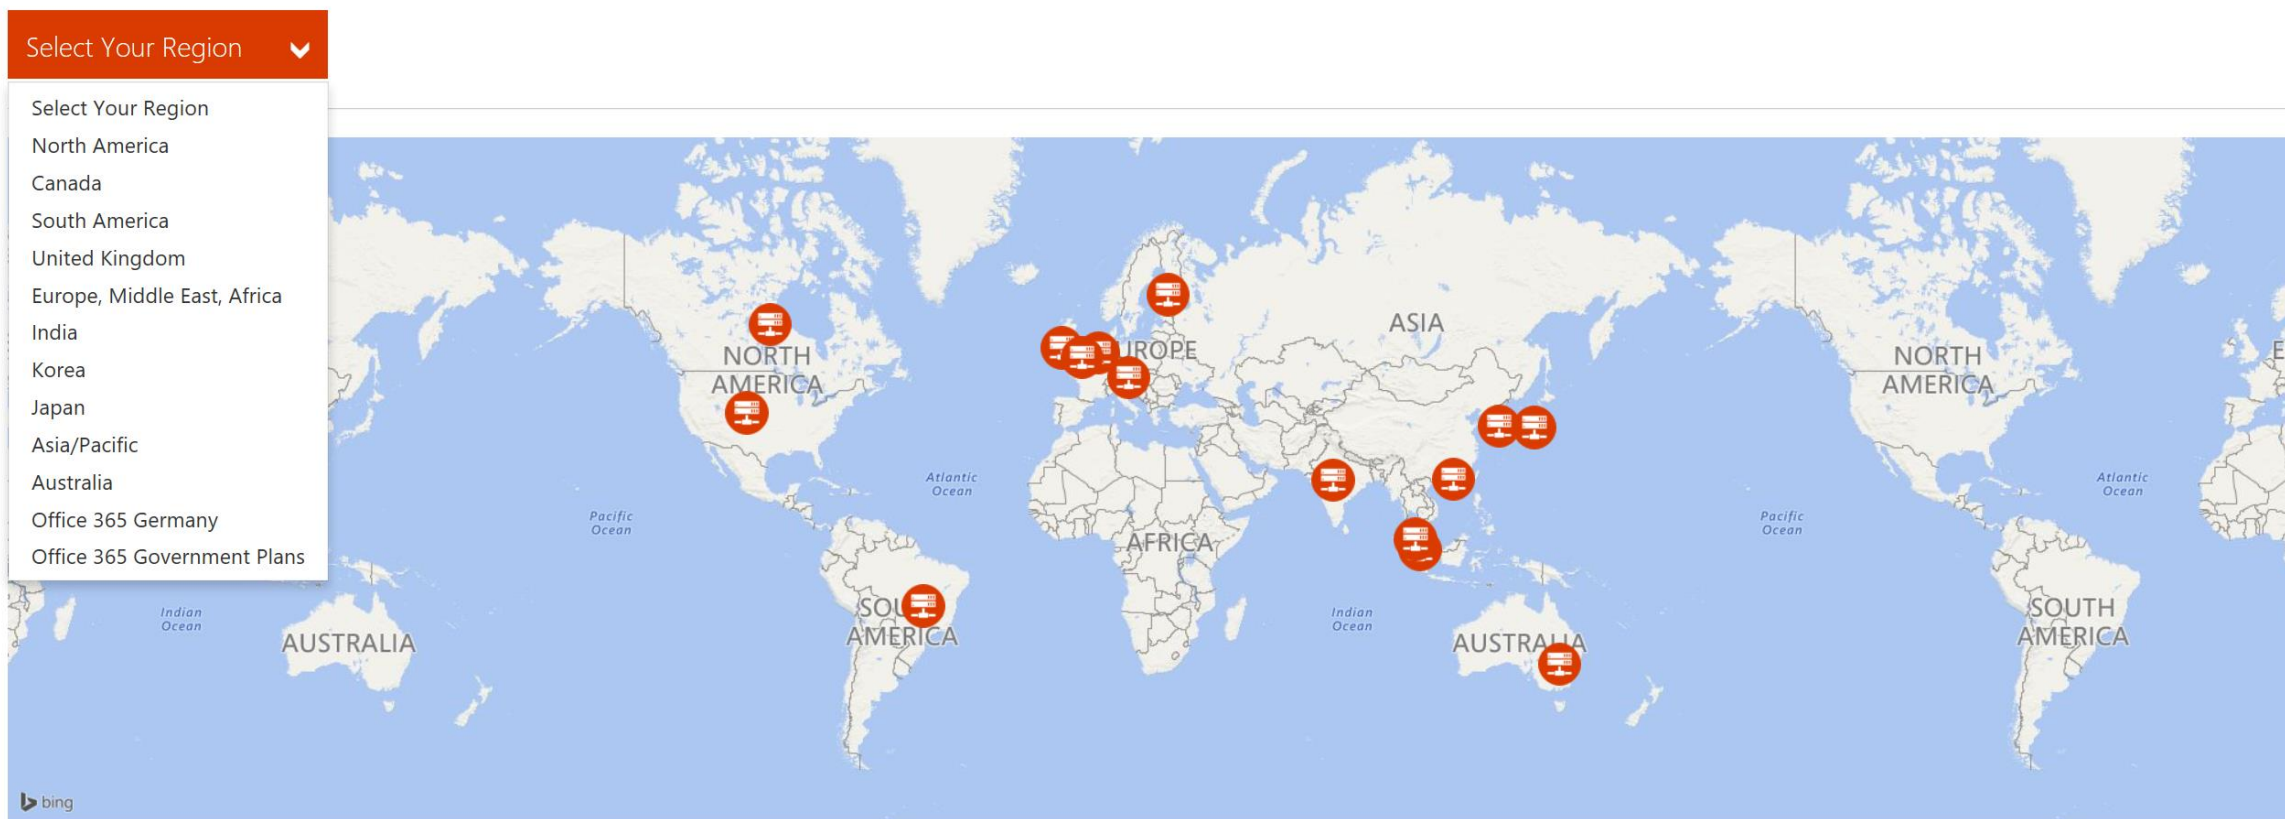 Select Your Region
Select Your Region
North America
Canada
South America
United Kingdom
Europe, Middle East, Africa
India
Korea
Japan
Asia/Pacific
Australia
Office 365 Germany
Office 365 Government Plans
NORTH
AMERICA
ASIA
Atlantic
Ocean
Pacific
Ocean
AFRICA
AMERICA
Indian
Ocean
AUSTRALIA
Indian
Ocean
AUSTRALIA
NORTH
AMERICA
Atlantic
Ocean
Pacific
Ocean
SOUTH
AMERICA
bing